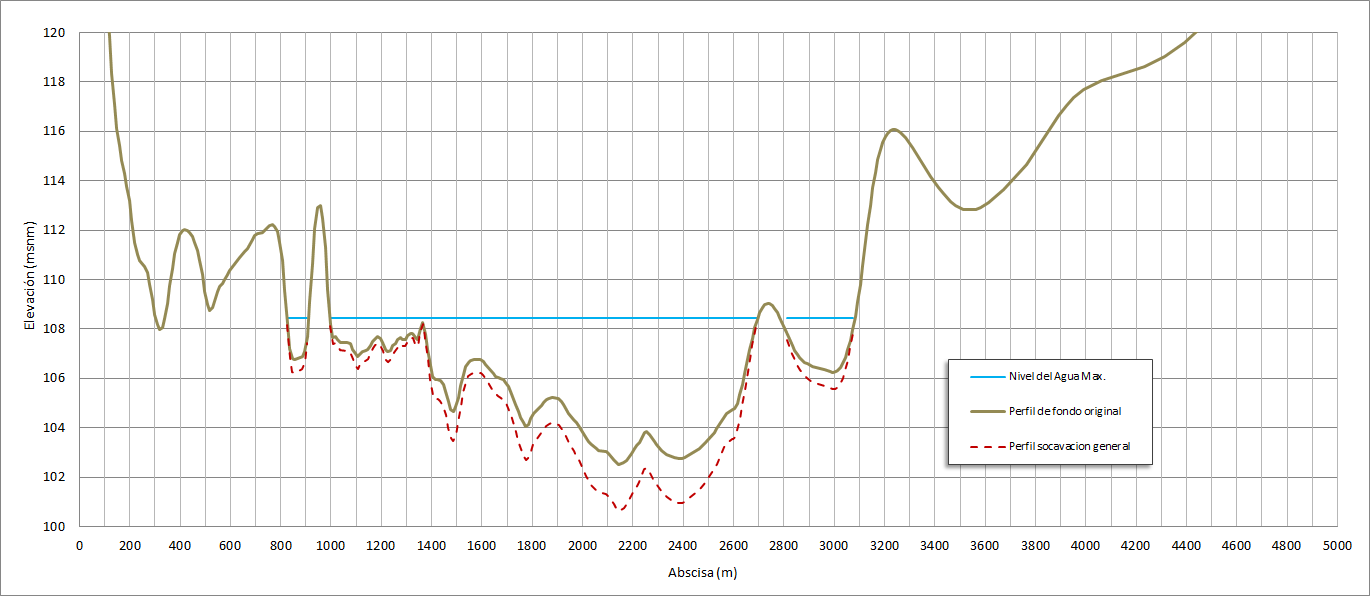 120
118
116
114
112
110
108
106
104
102
100
Elevación (msnm)
0 200 400 600 800 1000 1200 1400 1600 1800 2000 2200 2400 2600 2800 3000 3200 3400 3600 3800 4000 4200 4400 4600 4800 5000
Abscisa (m)
Nivel del Agua Max.
Perfil de fondo original
Perfil socavacion general